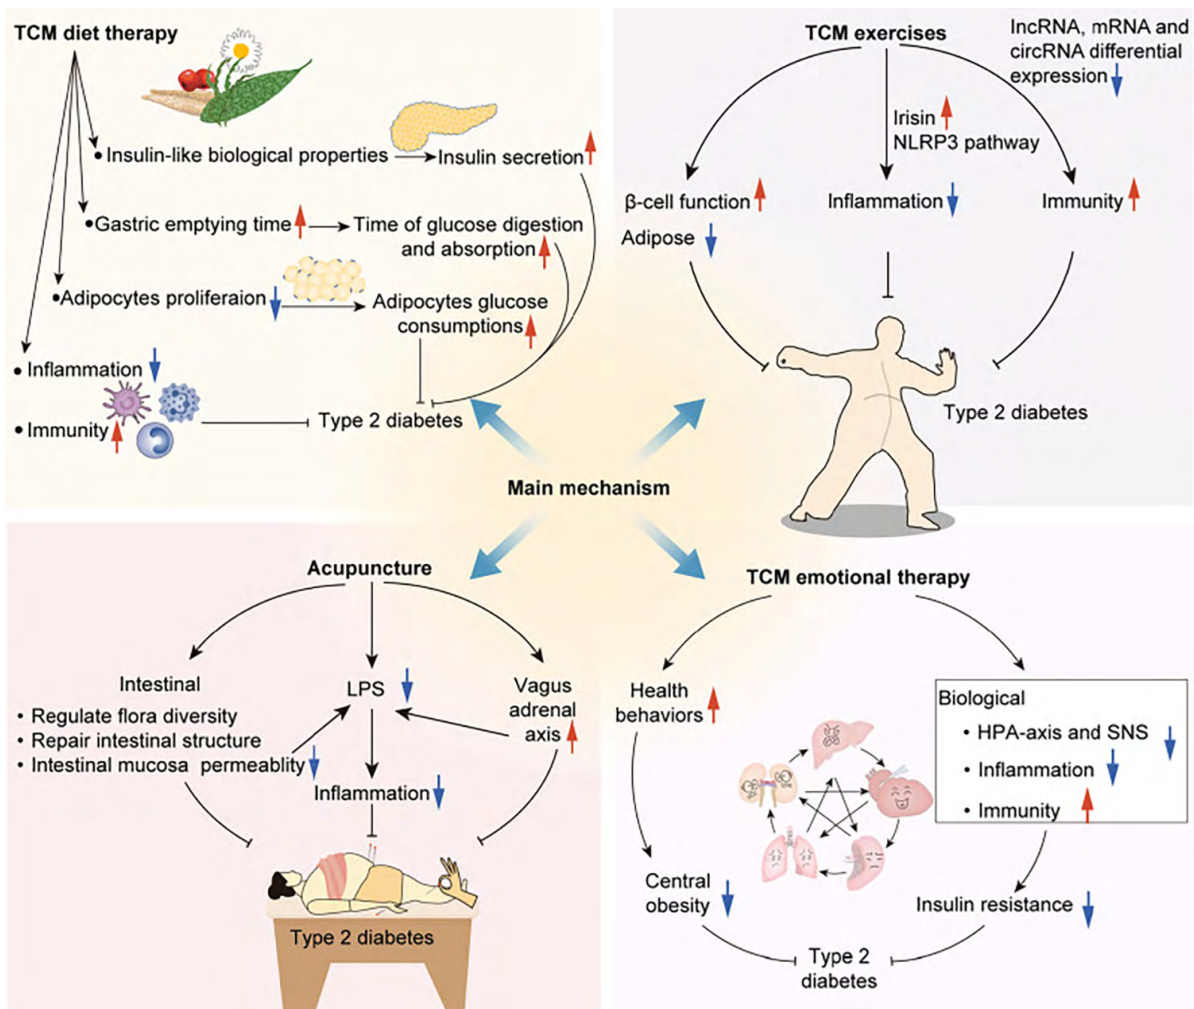 TCM diet therapy
Insulin-like biological properties
Insulin secretion
Gastric emptying time
Time of glucose digestion
and absorption
Adipocytes proliferaion
Adipocytes glucose
consumptions
Inflammation
Immunity
Type 2 diabetes
TCM exercises
lncRNA, mRNA and
circRNA differential
expression
Irisin
NLRP3 pathway
β-cell function
Adipose
Inflammation
Immunity
Type 2 diabetes
Main mechanism
Acupuncture
Intestinal
• Regulate flora diversity
• Repair intestinal structure
• Intestinal mucosa permeablity
LPS
Inflammation
Vagus
adrenal
axis
Type 2 diabetes
TCM emotional therapy
Health
behaviors
Central
obesity
Biological
• HPA-axis and SNS
• Inflammation
• Immunity
Insulin resistance
Type 2
diabetes